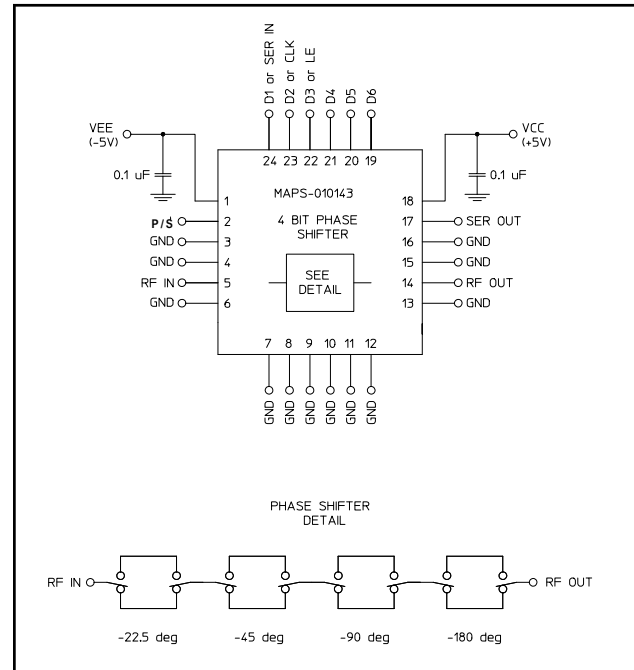 D1 or SER IN
D2 or CLK
D3 or LE
D4
D5
D6
VEE
(-5V)
VCC
(+5V)
0.1 uF
0.1 uF
24 23 22 21 20 19
MAPS-010143
4 BIT PHASE
SHIFTER
SEE
DETAIL
1
P/S 2
GND 3
GND 4
RF IN 5
GND 6
18
17 SER OUT
16 GND
15 GND
14 RF OUT
13 GND
7 8 9 10 11 12
GND GND GND GND GND GND
PHASE SHIFTER
DETAIL
RF IN RF OUT
-22.5 deg -45 deg -90 deg -180 deg